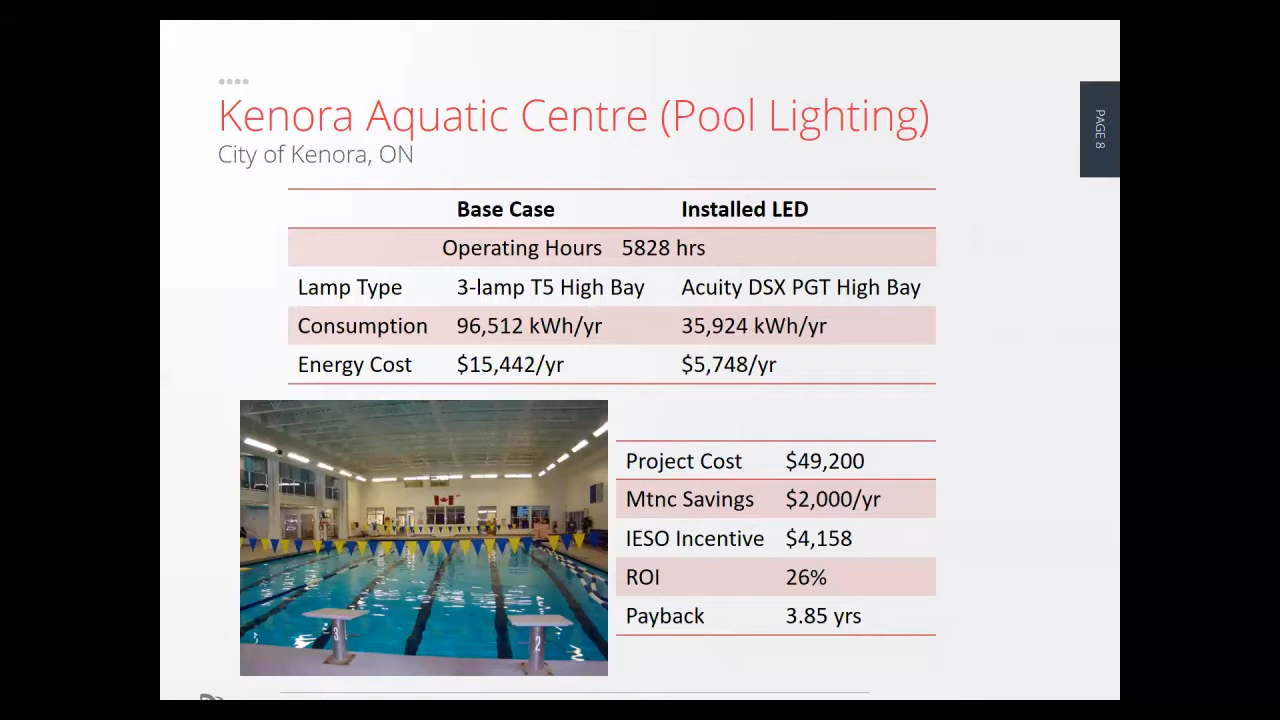 Kenora Aquatic Centre (Pool Lighting)
City of Kenora, ON
PAGE 8
Base Case Installed LED
Operating Hours 5828 hrs
Lamp Type 3-lamp T5 High Bay Acuity DSX PGT High Bay
Consumption 96,512 kWh/yr 35,924 kWh/yr
Energy Cost $15,442/yr $5,748/yr
Project Cost $49,200
Mtnc Savings $2,000/yr
IESO Incentive $4,158
ROI 26%
Payback 3.85 yrs
3
2